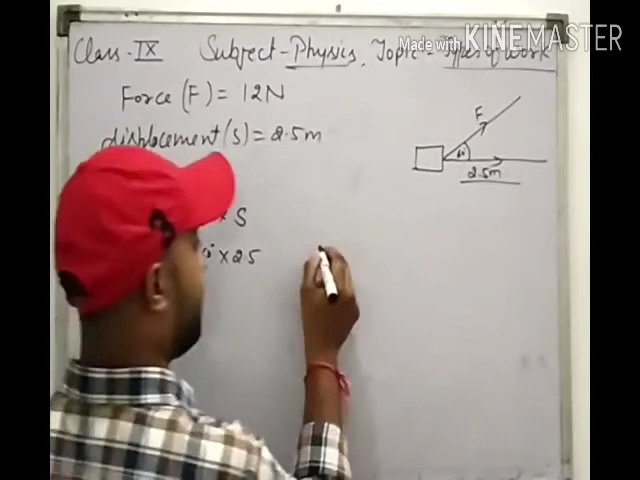 Made with KINEMASTER
Class-IX Subject-Physics, Topic-Types of work
Force (F) = 12N
displacement (S) = 2.5m
F
60°
2.5m
× S
× 2.5